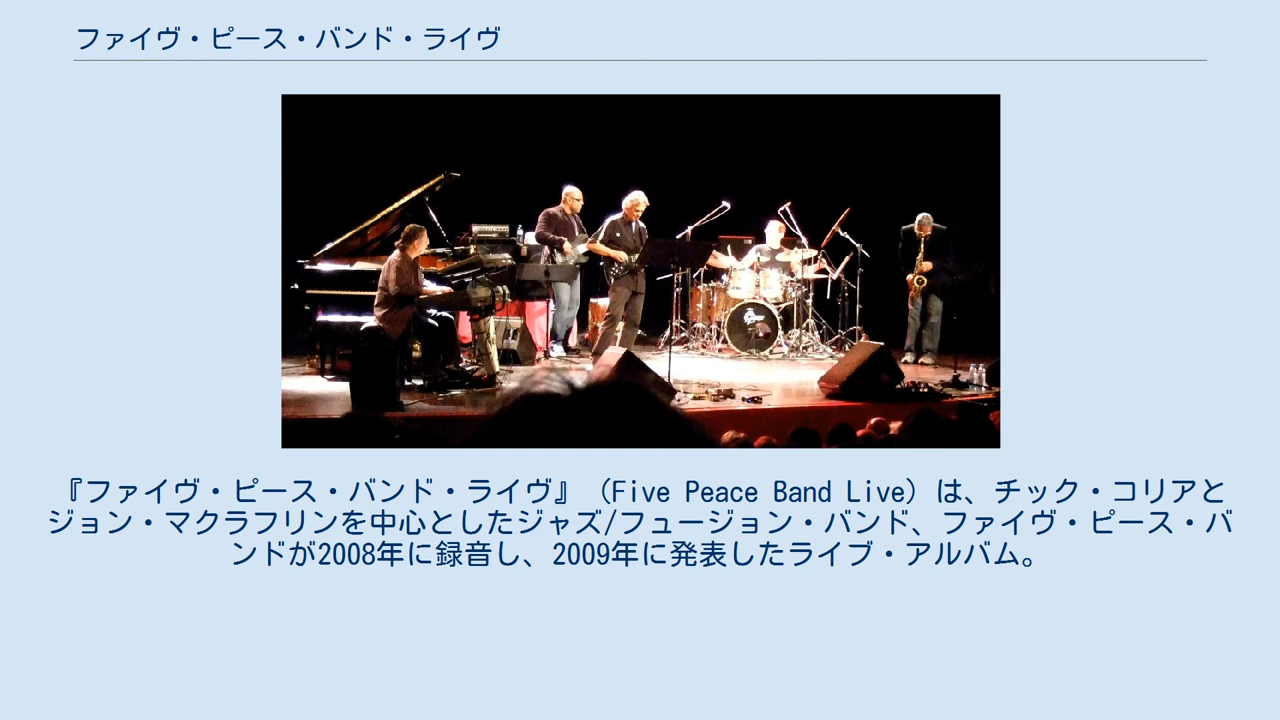 ファイヴ・ピース・バンド・ライヴ
『ファイヴ・ピース・バンド・ライヴ』（Five Peace Band Live）は、チック・コリアと
ジョン・マクラフリンを中心としたジャズ/フュージョン・バンド、ファイヴ・ピース・バ
ンドが2008年に録音し、2009年に発表したライブ・アルバム。